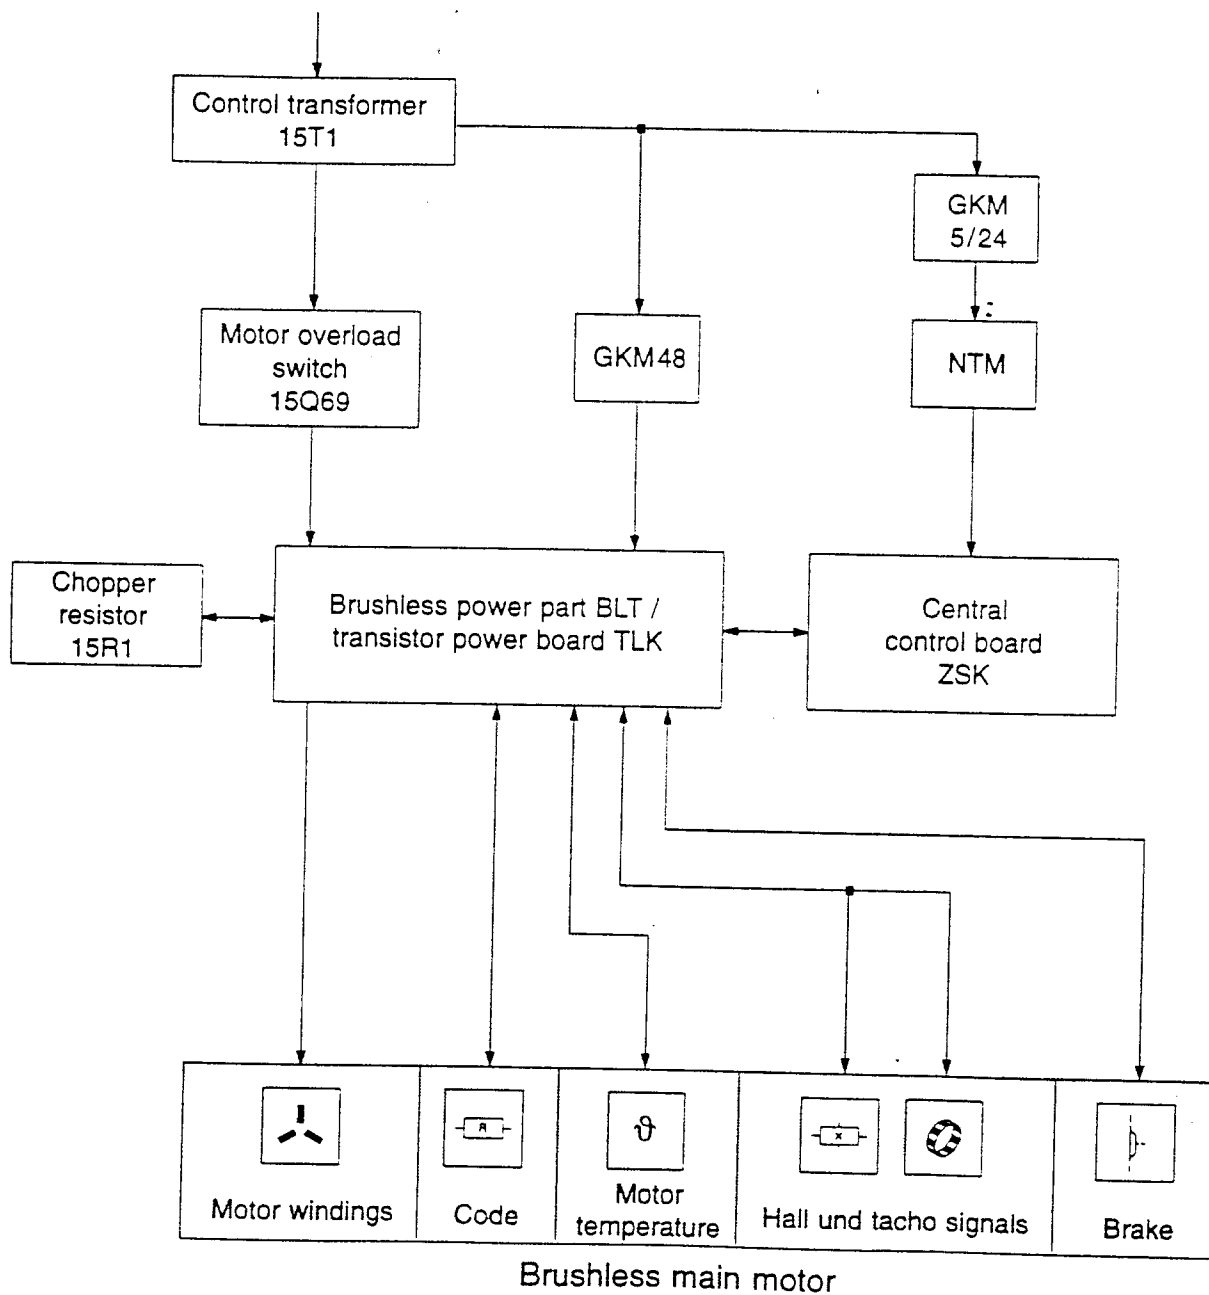 Control transformer
15T1
GKM
5/24
Motor overload
switch
15Q69
GKM48
NTM
Chopper
resistor
15R1
Brushless power part BLT /
transistor power board TLK
Central
control board
ZSK
R
x
ϑ
Motor windings
Code
Motor
temperature
Hall und tacho signals
Brake
Brushless main motor